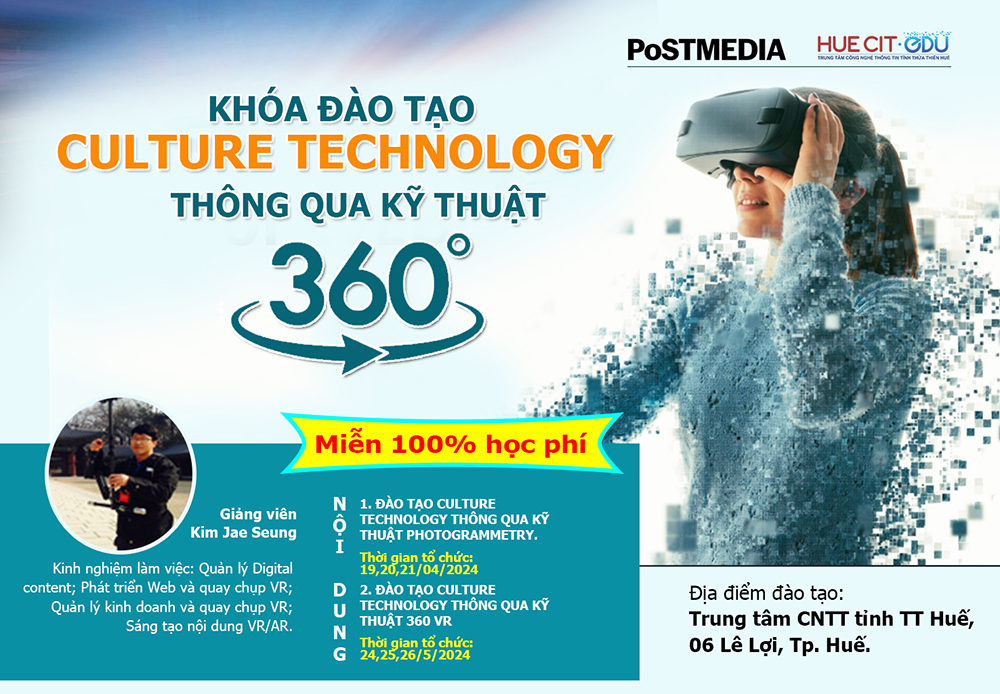 PoSTMEDIA
HUE CIT·EDU
TRUNG TÂM CÔNG NGHỆ THÔNG TIN TỈNH THỪA THIÊN HUẾ
KHÓA ĐÀO TẠO
CULTURE TECHNOLOGY
THÔNG QUA KỸ THUẬT
360°
Miễn 100% học phí
Giảng viên
Kim Jae Seung
Kinh nghiệm làm việc: Quản lý Digital
content; Phát triển Web và quay chụp VR;
Quản lý kinh doanh và quay chụp VR;
Sáng tạo nội dung VR/AR.
NỘI DUNG
1. ĐÀO TẠO CULTURE
TECHNOLOGY THÔNG QUA KỸ
THUẬT PHOTOGRAMMETRY.
Thời gian tổ chức:
19,20,21/04/2024
2. ĐÀO TẠO CULTURE
TECHNOLOGY THÔNG QUA KỸ
THUẬT 360 VR
Thời gian tổ chức:
24,25,26/5/2024
Địa điểm đào tạo:
Trung tâm CNTT tỉnh TT Huế,
06 Lê Lợi, Tp. Huế.